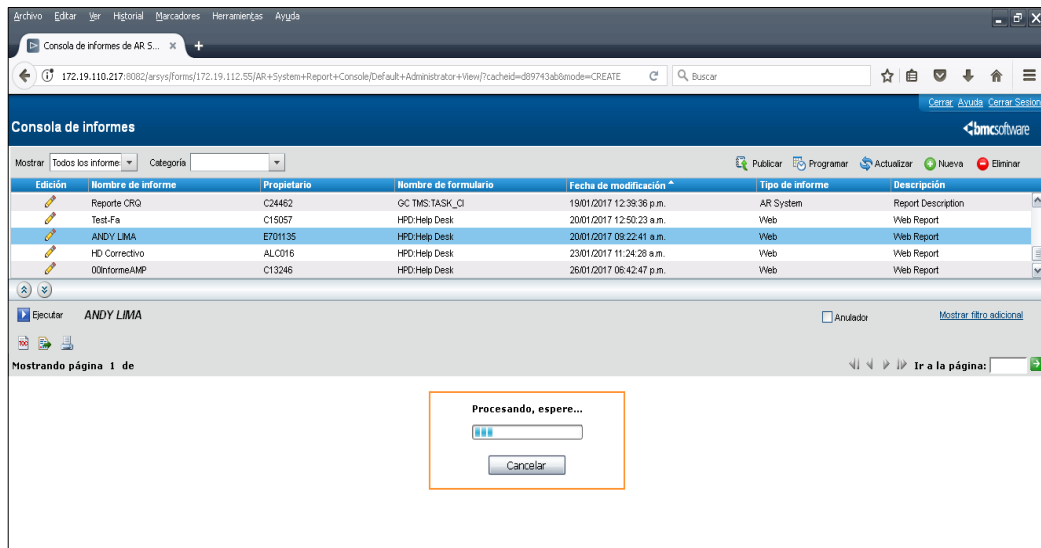 Archivo Editar Ver Historial Marcadores Herramientas Ayuda
Consola de informes de AR S...
172.19.110.217:8082/arsys/forms/172.19.112.55/AR+System+Report+Console/Default+Administrator+View/?cacheid=d89743ab&mode=CREATE Buscar
Cerrar Ayuda Cerrar Sesion
Consola de informes bmcsoftware
Mostrar Todos los informe: Categoría Publicar Programar Actualizar Nueva Eliminar
Edición Nombre de informe Propietario Nombre de formulario Fecha de modificación Tipo de informe Descripción
Reporte CRQ C24462 GC TMS:TASK_CI 19/01/2017 12:39:36 p.m. AR System Report Description
Test-Fa C15057 HPD:Help Desk 20/01/2017 12:50:23 a.m. Web Web Report
ANDY LIMA E701135 HPD:Help Desk 20/01/2017 09:22:41 a.m. Web Web Report
HD Correctivo ALC016 HPD:Help Desk 23/01/2017 11:24:28 a.m. Web Web Report
00InformeAMP C13246 HPD:Help Desk 26/01/2017 06:42:47 p.m. Web Web Report
Ejecutar ANDY LIMA Anulador Mostrar filtro adicional
Mostrando página 1 de Ir a la página:
Procesando, espere...
Cancelar